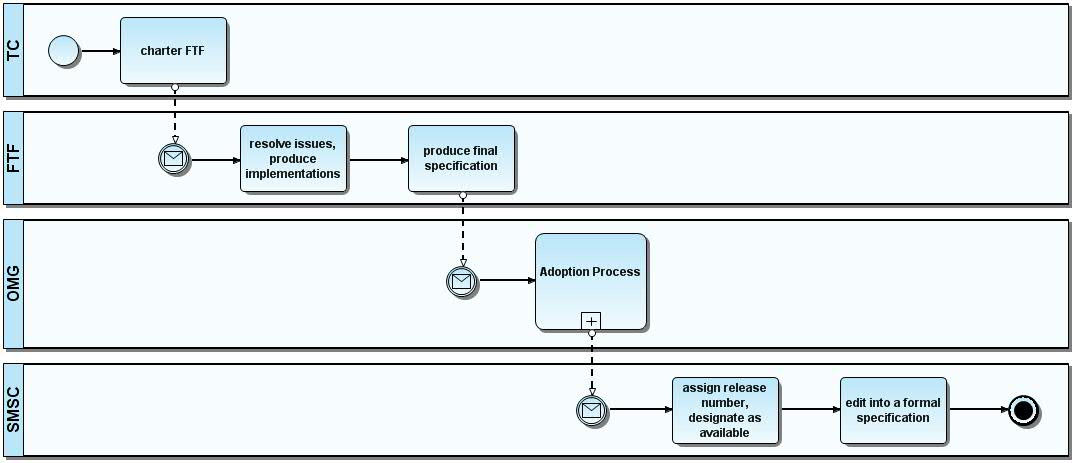 TC
charter FTF
FTF
resolve issues,
produce
implementations
produce final
specification
OMG
Adoption Process
SMSC
assign release
number,
designate as
available
edit into a formal
specification